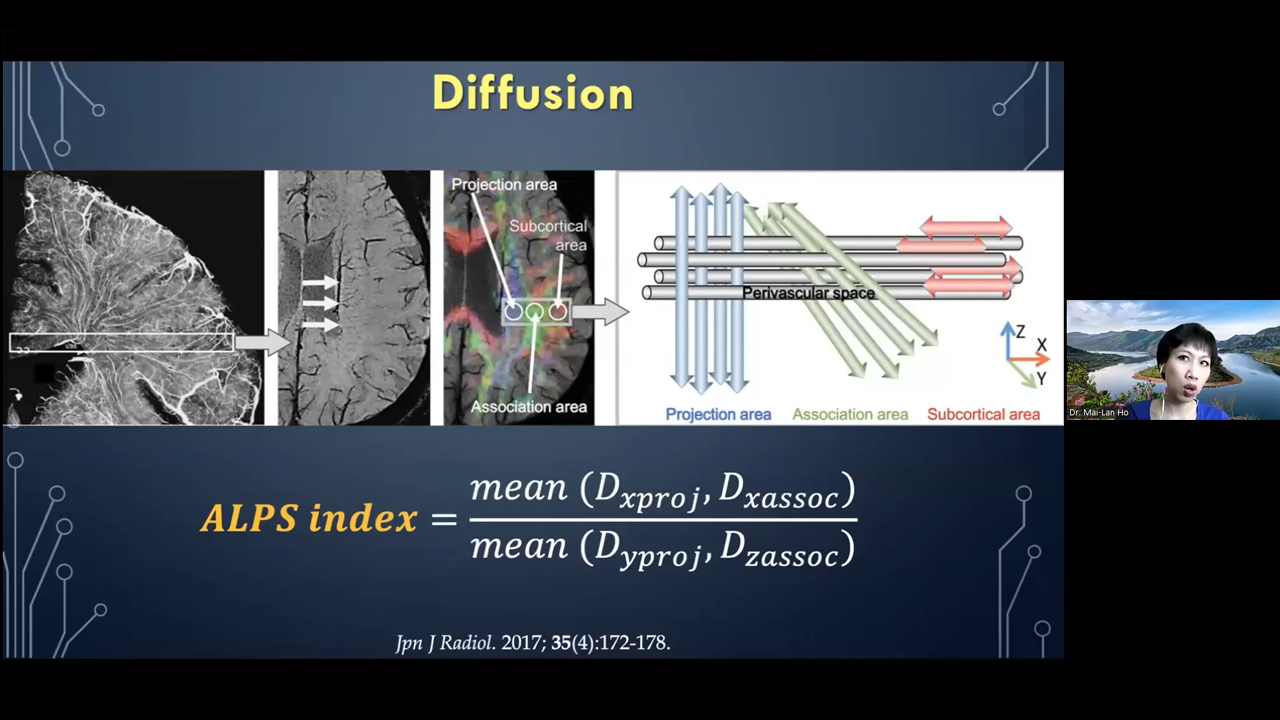 Diffusion
Projection area
Subcortical
area
Association area
Perivascular space
Z
X
Y
Projection area
Association area
Subcortical area
ALPS index = mean (Dxproj, Dxassoc)
mean (Dyproj, Dzassoc)
Jpn J Radiol. 2017; 35(4):172-178.
Dr. Mai-Lan Ho